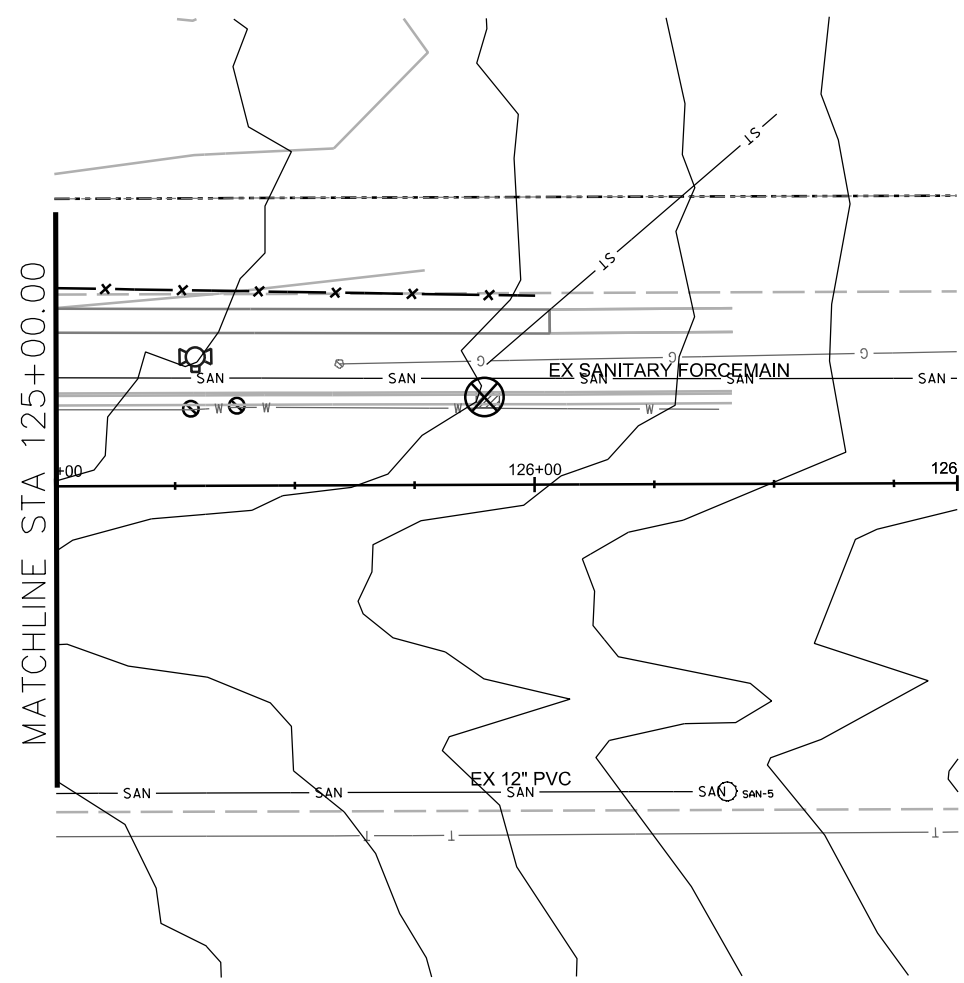 ST
ST
MATCHLINE STA 125+00.00
X X X X X X
G G G
EX SANITARY FORCEMAIN
SAN SAN SAN SAN SAN
W W W W
+00 126+00 126
EX 12" PVC
SAN SAN SAN SAN SAN-5
T T T